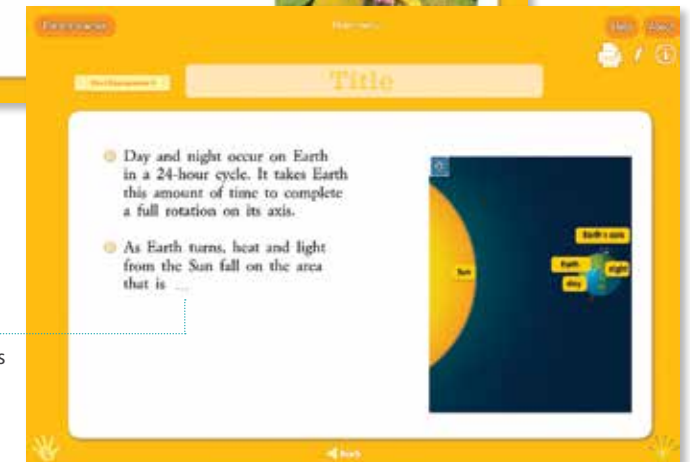 Title
Day and night occur on Earth
in a 24-hour cycle. It takes Earth
this amount of time to complete
a full rotation on its axis.
As Earth turns, heat and light
from the Sun fall on the area
that is ...
Earth's axis
Earth
night
Sun
day
s
Back